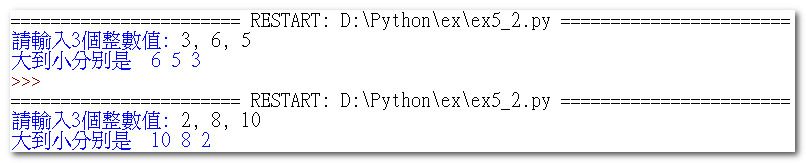 ======================= RESTART: D:\Python\ex\ex5_2.py =======================
請輸入3個整數值: 3, 6, 5
大到小分別是  6 5 3
>>>
======================= RESTART: D:\Python\ex\ex5_2.py =======================
請輸入3個整數值: 2, 8, 10
大到小分別是  10 8 2